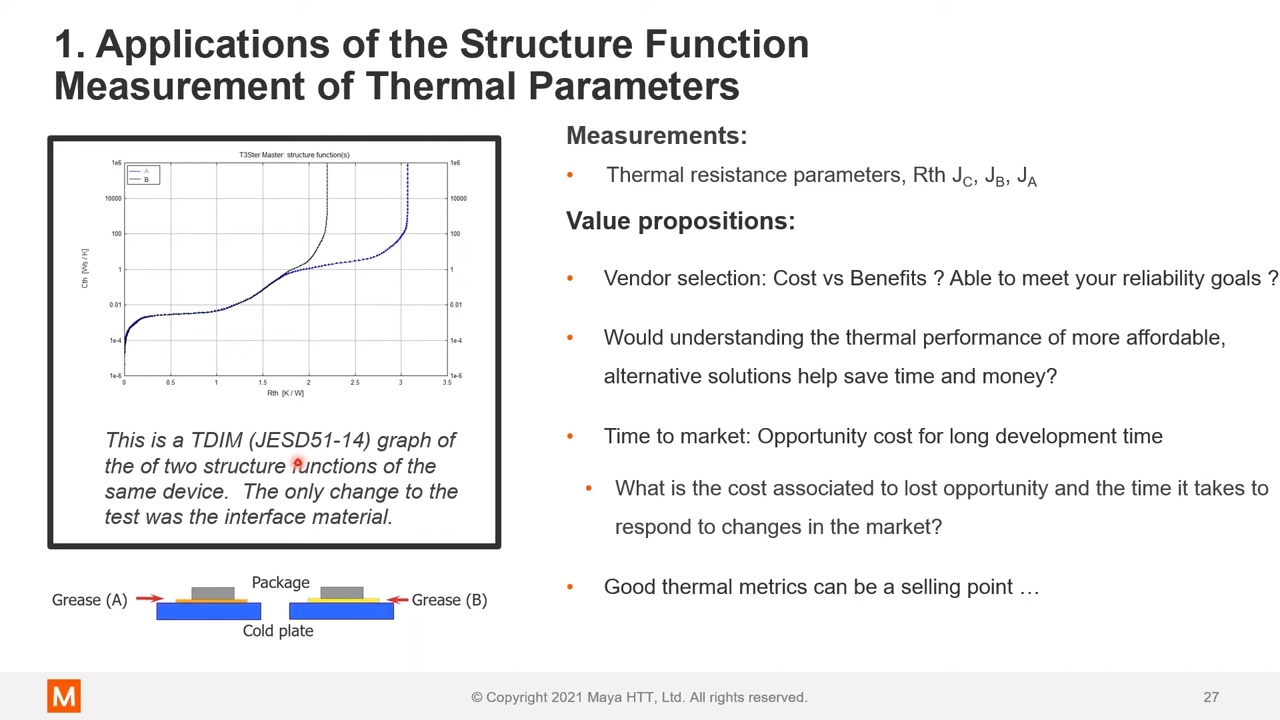 1. Applications of the Structure Function
Measurement of Thermal Parameters
T3Ster Master: structure function(s)
A
B
1e6
10000
100
1
0.01
1e-4
1e-6
1e6
10000
100
1
0.01
1e-4
1e-6
Cth [Ws / K]
0 0.5 1 1.5 2 2.5 3 3.5
Rth [K / W]
This is a TDIM (JESD51-14) graph of
the of two structure functions of the
same device. The only change to the
test was the interface material.
Package
Grease (A)
Grease (B)
Cold plate
Measurements:
• Thermal resistance parameters, Rth JC, JB, JA
Value propositions:
• Vendor selection: Cost vs Benefits ? Able to meet your reliability goals ?
• Would understanding the thermal performance of more affordable,
alternative solutions help save time and money?
• Time to market: Opportunity cost for long development time
• What is the cost associated to lost opportunity and the time it takes to
respond to changes in the market?
• Good thermal metrics can be a selling point …
M
© Copyright 2021 Maya HTT, Ltd. All rights reserved.
27